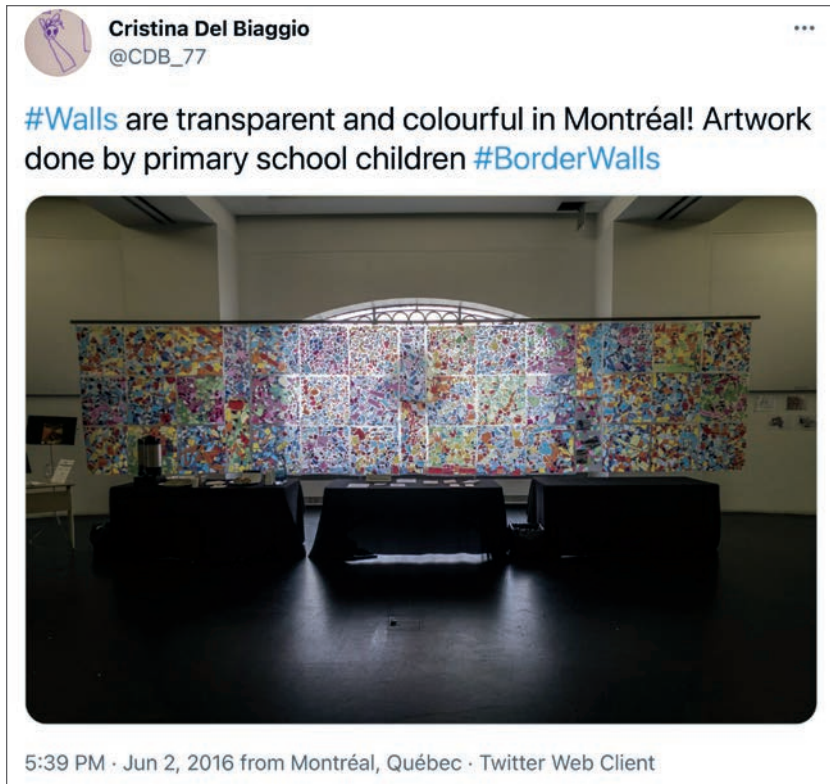 Cristina Del Biaggio
@CDB_77
#Walls are transparent and colourful in Montréal! Artwork
done by primary school children #BorderWalls
5:39 PM · Jun 2, 2016 from Montréal, Québec · Twitter Web Client